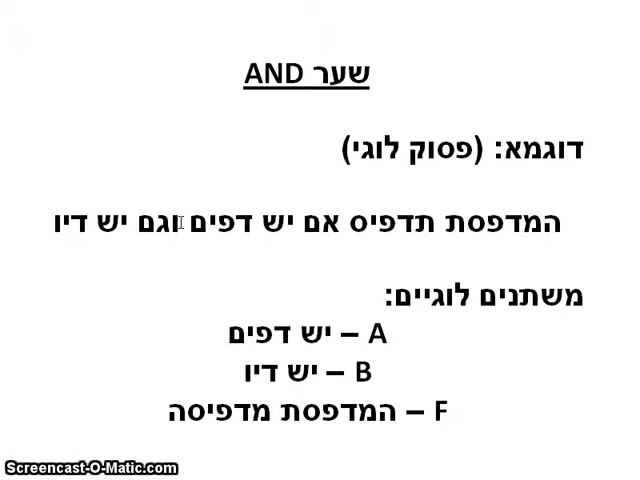 שער AND
דוגמא: (פסוק לוגי)
המדפסת תדפיס אם יש דפים וגם יש דיו
משתנים לוגיים:
A – יש דפים
B – יש דיו
F – המדפסת מדפיסה
Screencast-O-Matic.com